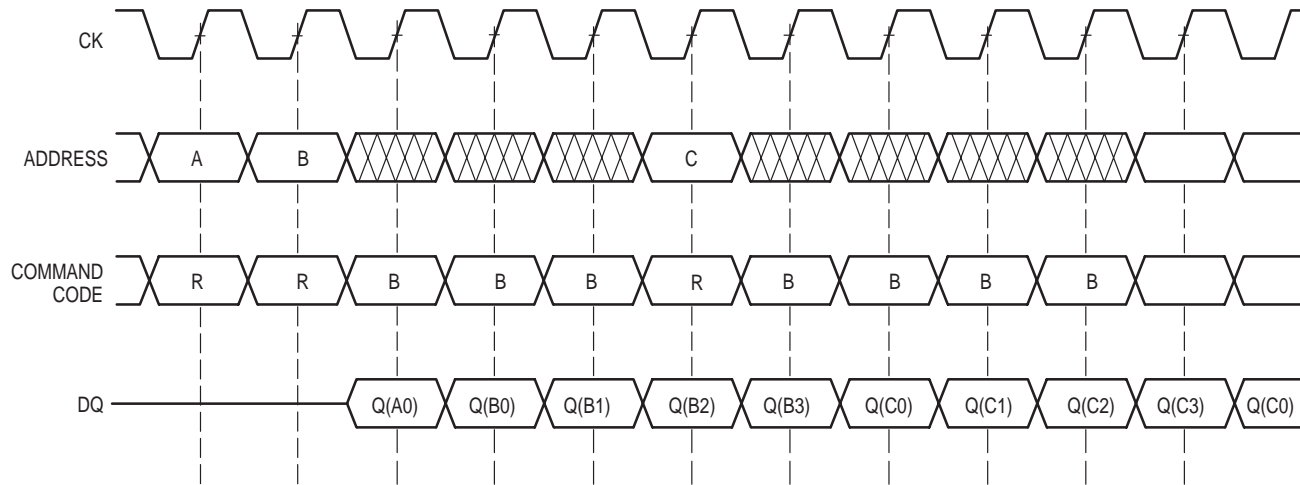 CK
ADDRESS A B C
COMMAND
CODE
R R B B B R B B B B
DQ Q(A0) Q(B0) Q(B1) Q(B2) Q(B3) Q(C0) Q(C1) Q(C2) Q(C3) Q(C0)